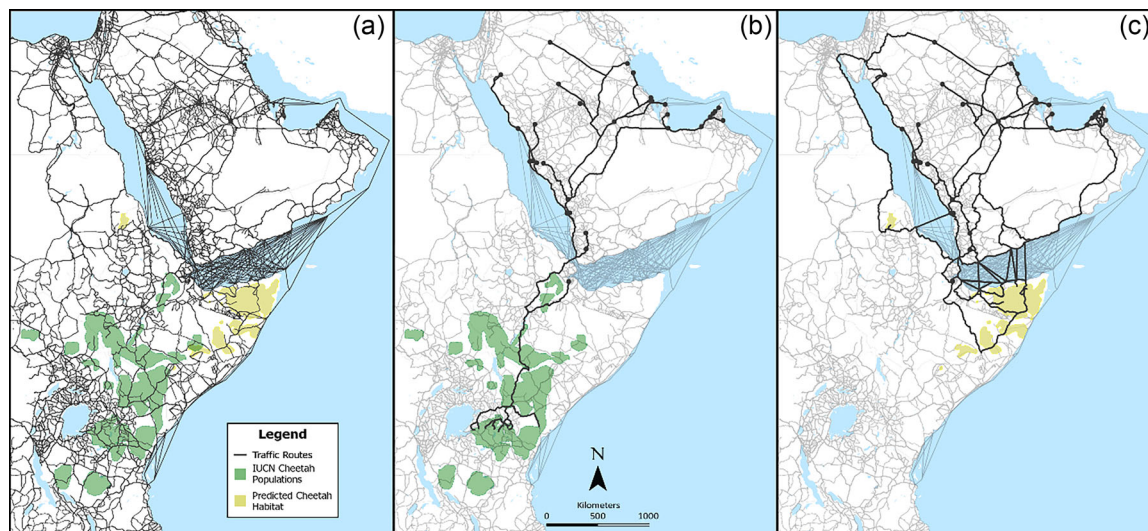 (a)
(b)
(c)
Legend
Traffic Routes
IUCN Cheetah
Populations
Predicted Cheetah
Habitat
N
Kilometers
0 500 1000